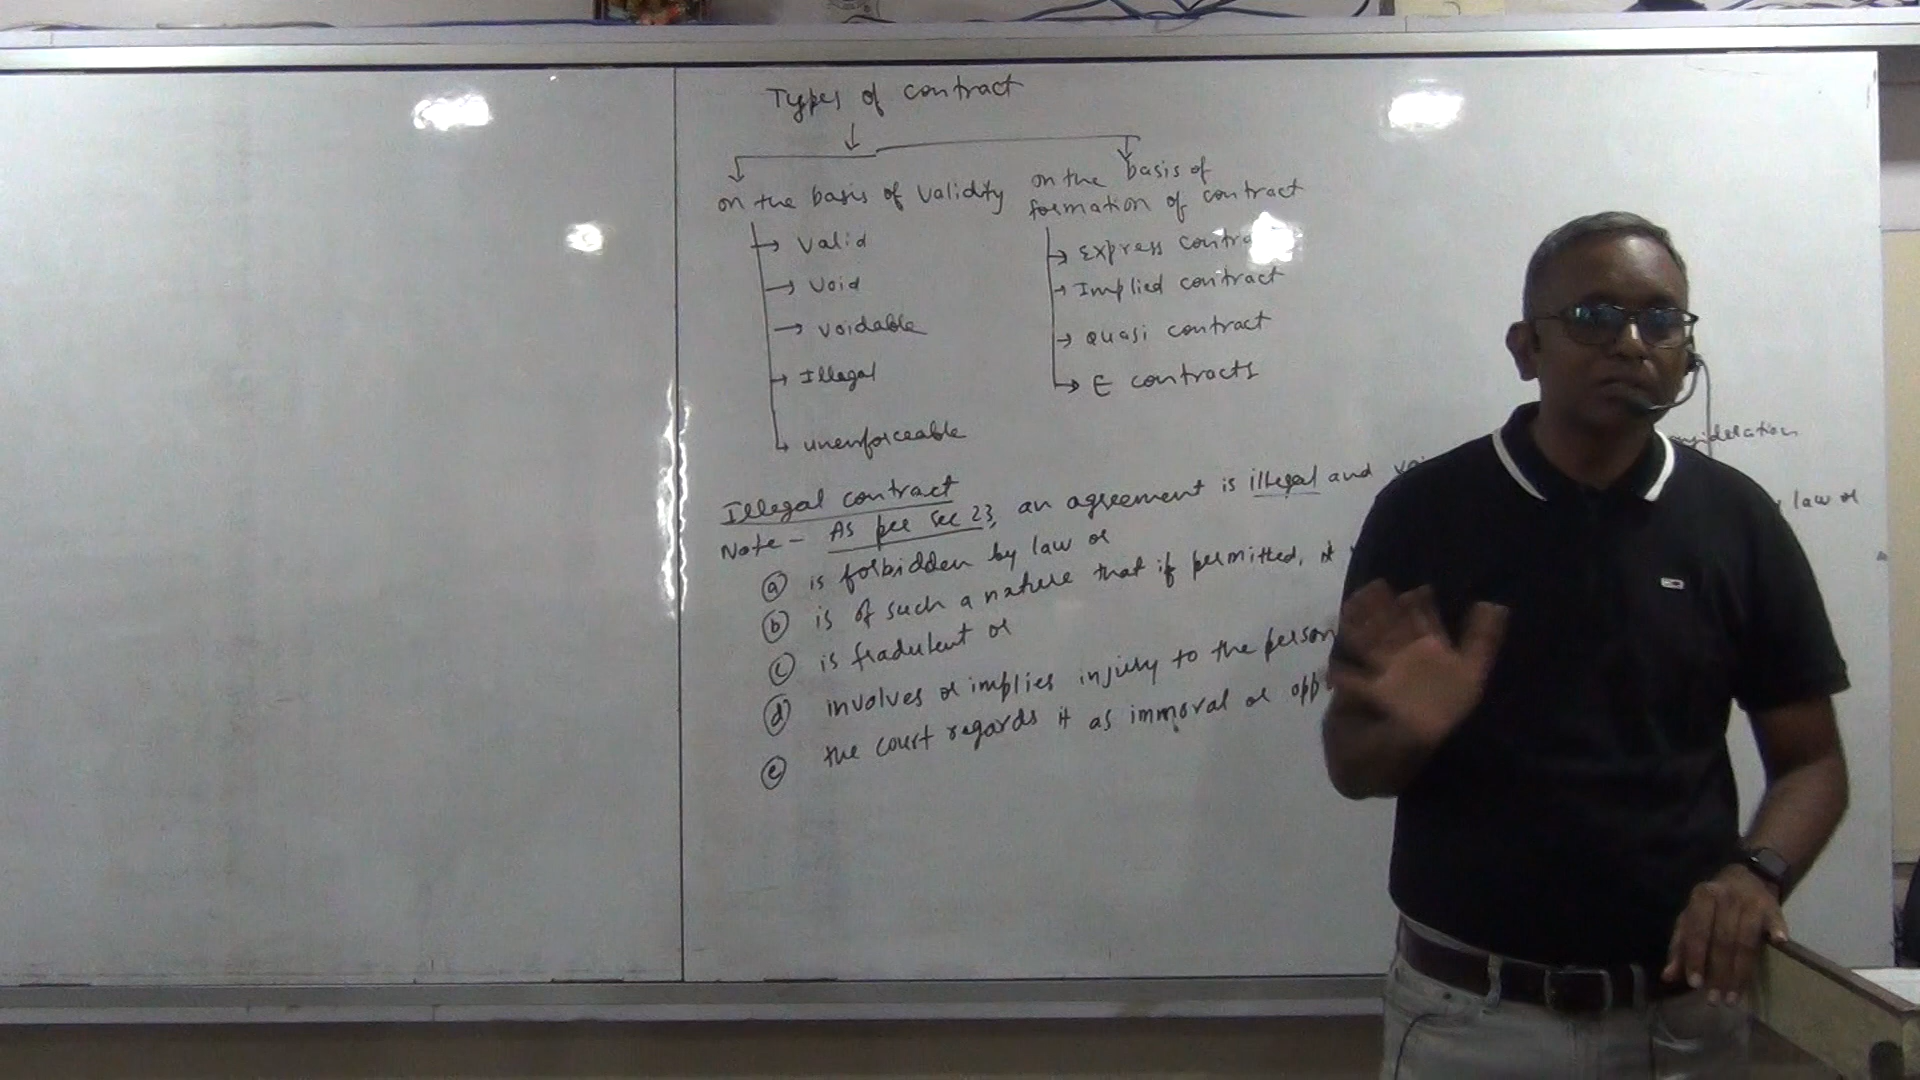 Types of contract
on the basis of validity
Valid
Void
Voidable
Illegal
unenforceable
on the basis of
formation of contract
Express contra
Implied contract
Quasi contract
E contracts
Illegal contract
Note - As per Sec 23, an agreement is illegal and
(a) is forbidden by law or
(b) is of such a nature that if permitted, it law or
(c) is fradulent or
(d) involves or implies injury to the person
(e) the court regards it as immoral or opp